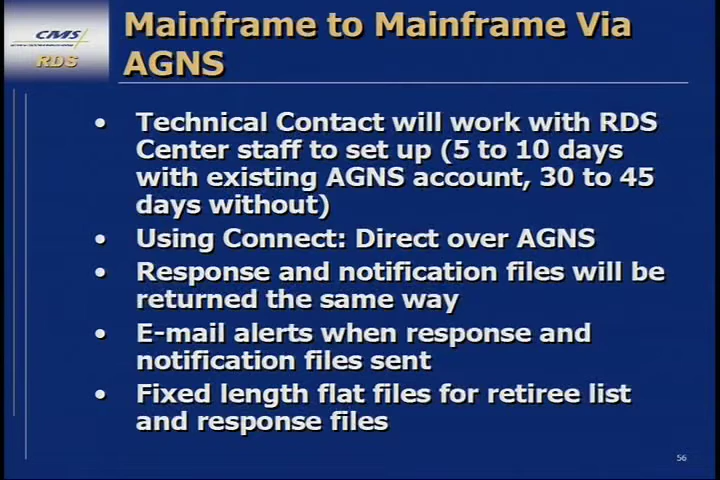 CMS
RDS
Mainframe to Mainframe Via
AGNS
• Technical Contact will work with RDS
Center staff to set up (5 to 10 days
with existing AGNS account, 30 to 45
days without)
• Using Connect: Direct over AGNS
• Response and notification files will be
returned the same way
• E-mail alerts when response and
notification files sent
• Fixed length flat files for retiree list
and response files
56